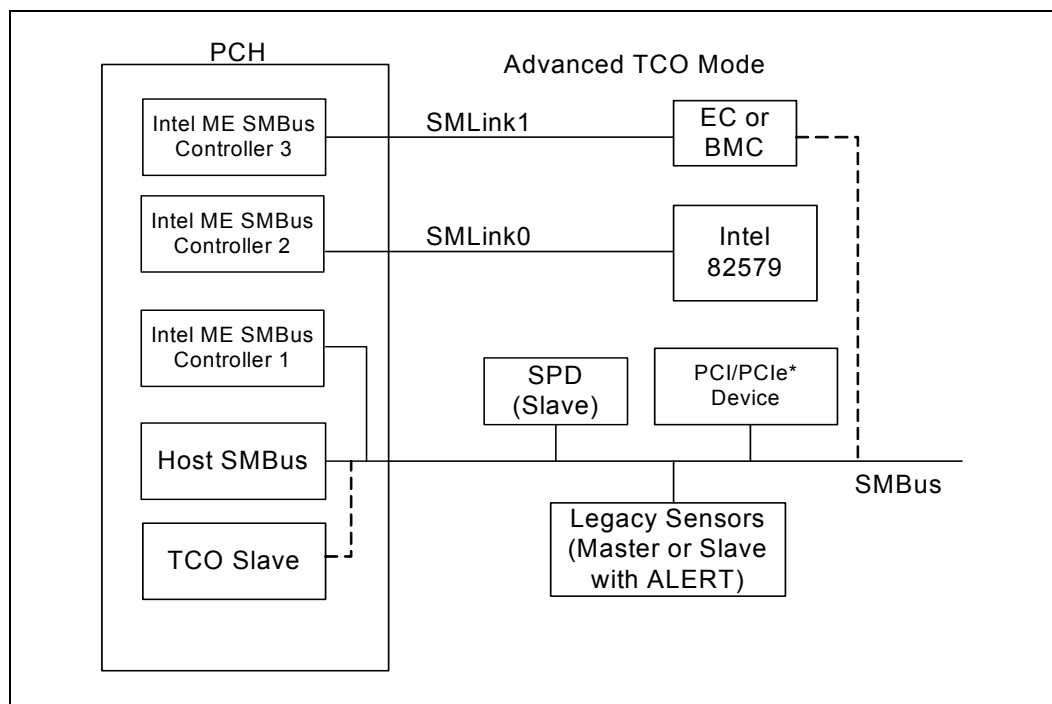 PCH
Advanced TCO Mode
Intel ME SMBus
Controller 3
SMLink1
EC or
BMC
Intel ME SMBus
Controller 2
SMLink0
Intel
82579
Intel ME SMBus
Controller 1
SPD
(Slave)
PCI/PCIe*
Device
Host SMBus
SMBus
TCO Slave
Legacy Sensors
(Master or Slave
with ALERT)